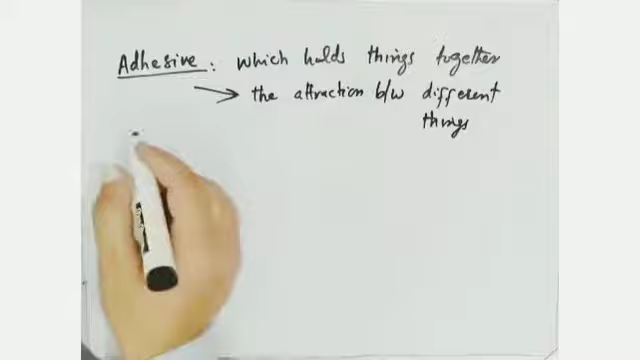 Adhesive : which holds things together
→ the attraction b/w different
things